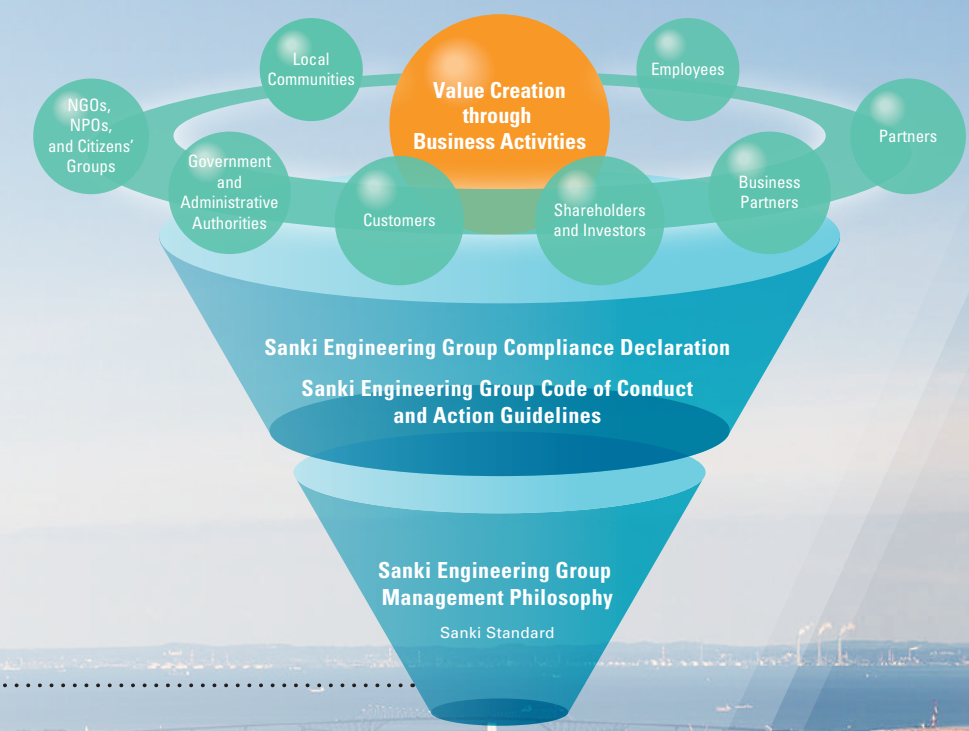 Local
Communities
Employees
Value Creation
through
Business Activities
NGOs,
NPOs,
and Citizens'
Groups
Partners
Government
and
Administrative
Authorities
Customers
Shareholders
and Investors
Business
Partners
Sanki Engineering Group Compliance Declaration
Sanki Engineering Group Code of Conduct
and Action Guidelines
Sanki Engineering Group
Management Philosophy
Sanki Standard